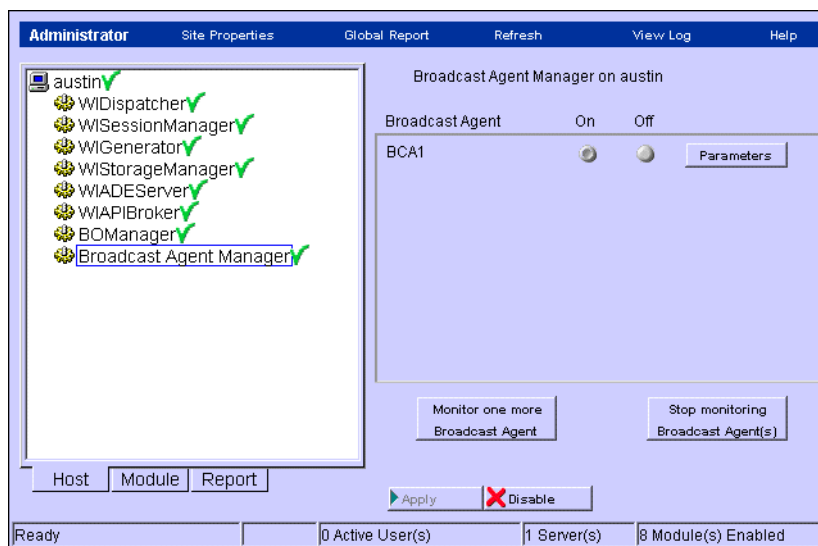 Administrator Site Properties Global Report Refresh View Log Help
austin
WIDispatcher
WISessionManager
WIGenerator
WIStorageManager
WIADEServer
WIAPIBroker
BOManager
Broadcast Agent Manager
Host Module Report
Broadcast Agent Manager on austin
Broadcast Agent On Off
BCA1 Parameters
Monitor one more
Broadcast Agent
Stop monitoring
Broadcast Agent(s)
Apply Disable
Ready 0 Active User(s) 1 Server(s) 8 Module(s) Enabled